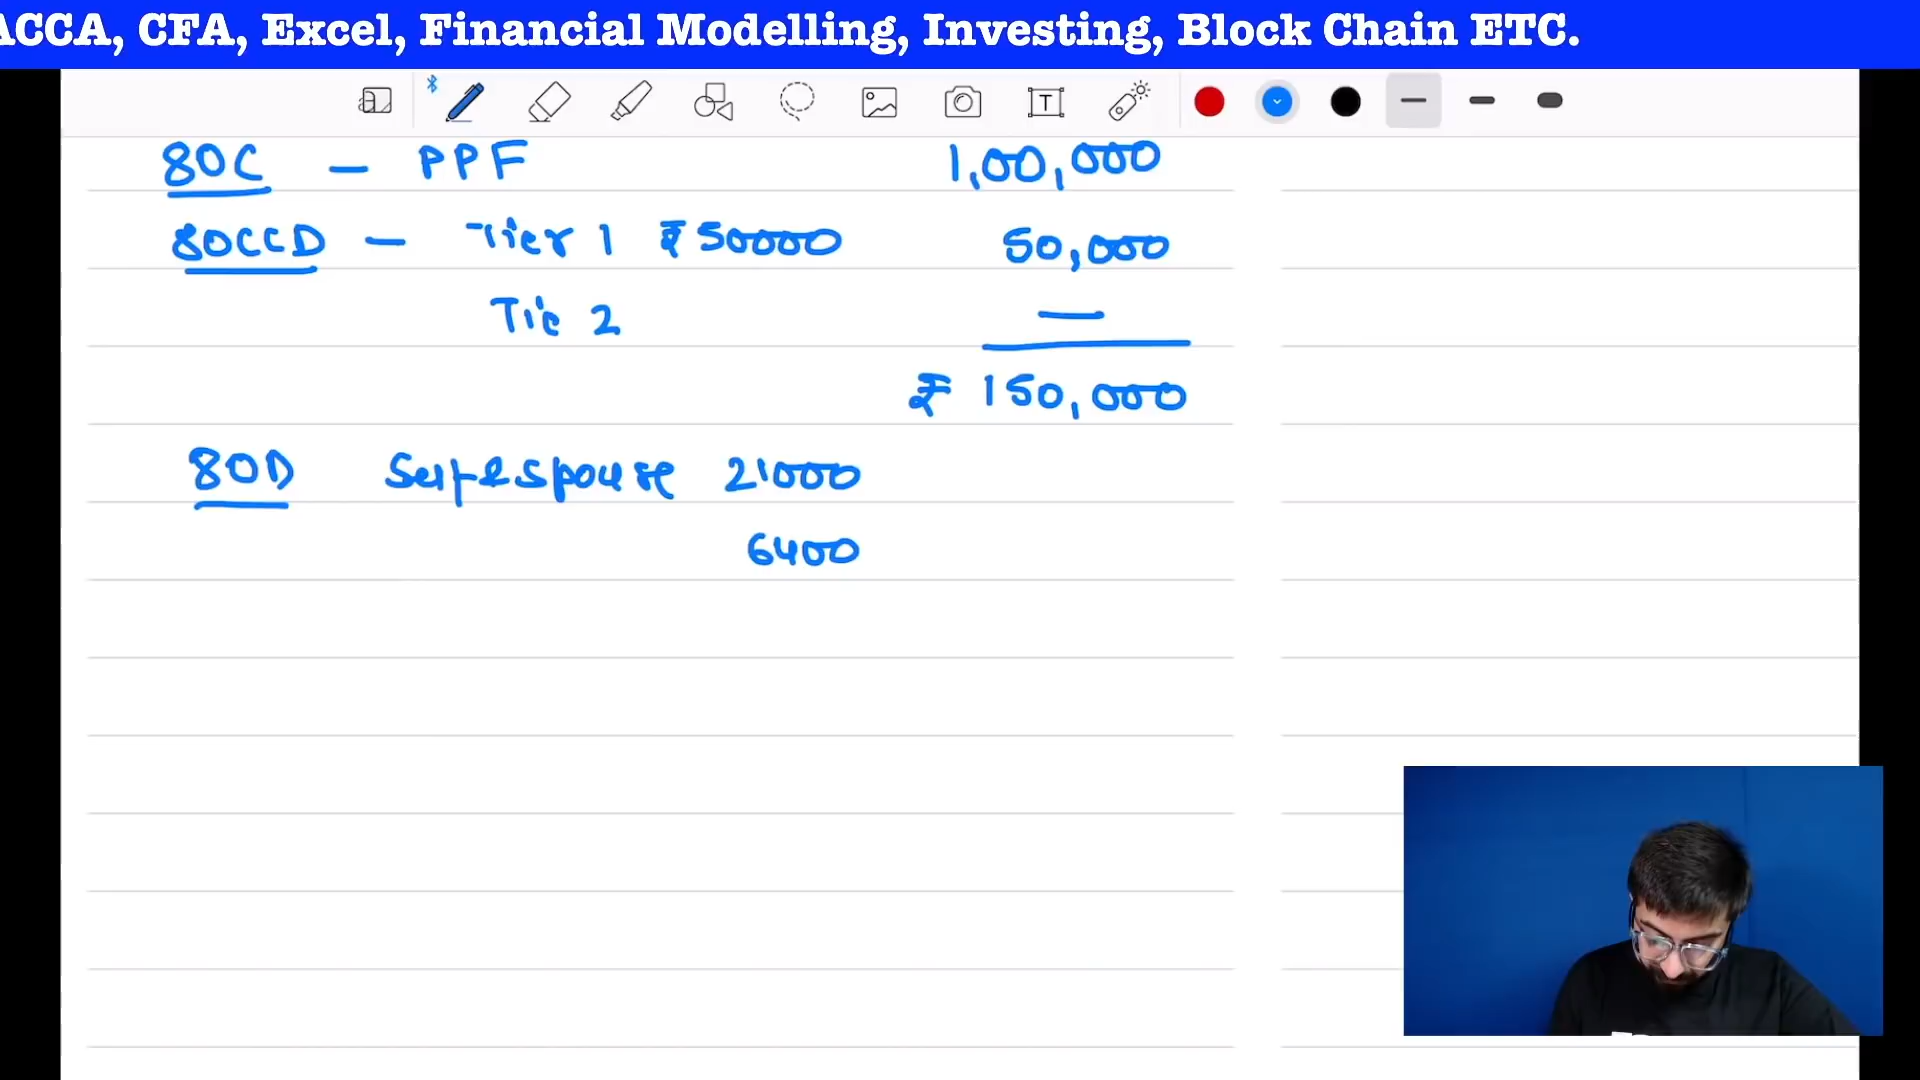 ACCA, CFA, Excel, Financial Modelling, Investing, Block Chain ETC.
T
80C — PPF 1,00,000
80CCD — Tier 1 ₹50000 50,000
Tie 2 —
₹ 150,000
80D Self & Spouse 21000
6400